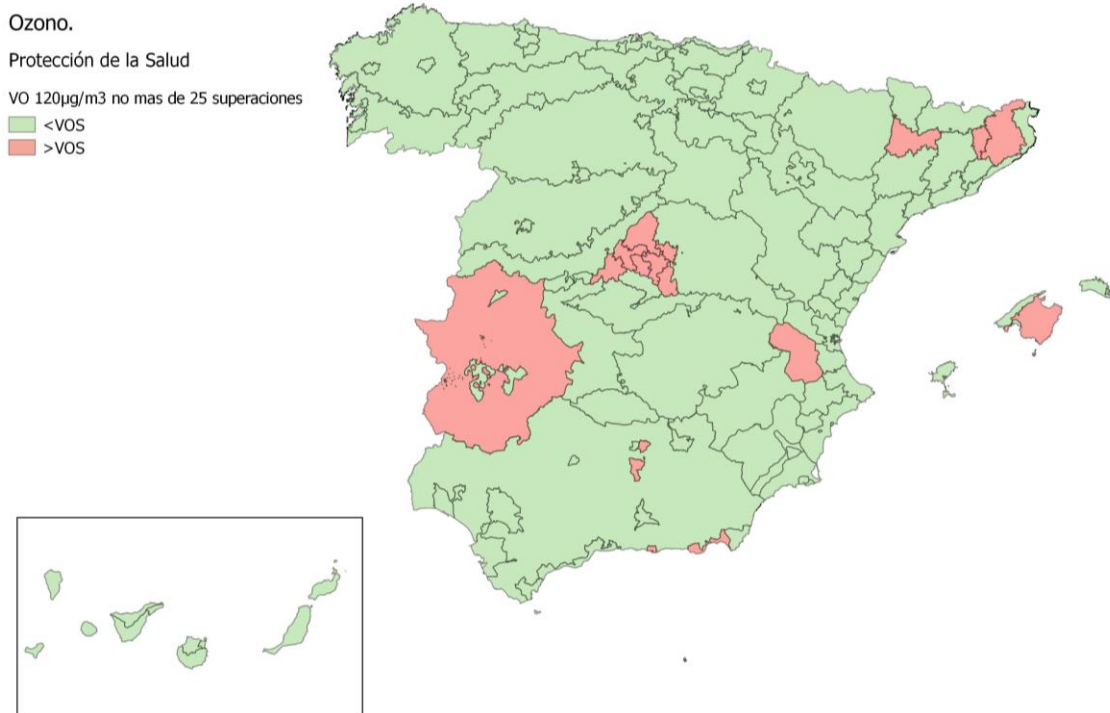 Ozono.
Protección de la Salud
VO 120µg/m3 no mas de 25 superaciones
<VOS
>VOS